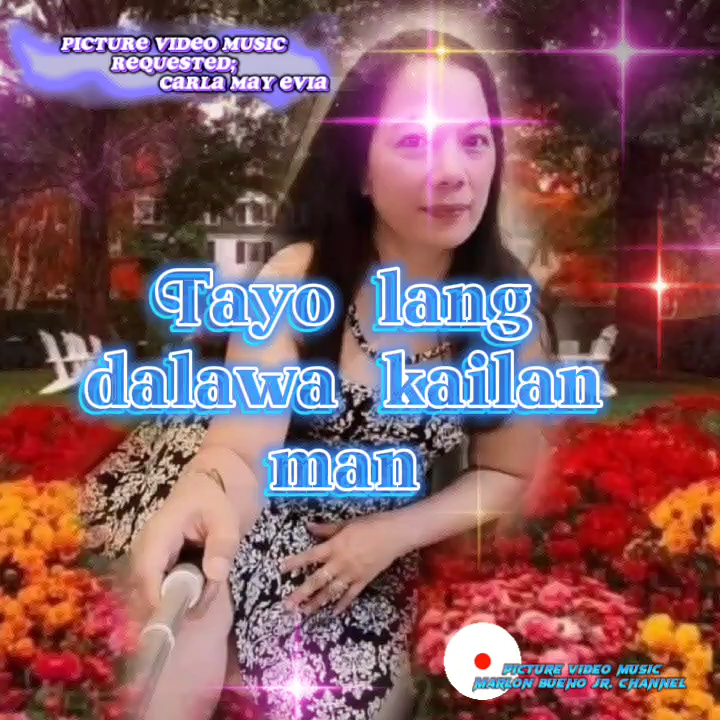 PICTURE VIDEO MUSIC
REQUESTED;
CARLA MAY EVIA
Tayo lang
dalawa kailan
man
PICTURE VIDEO MUSIC
MARLON BUENO JR. CHANNEL